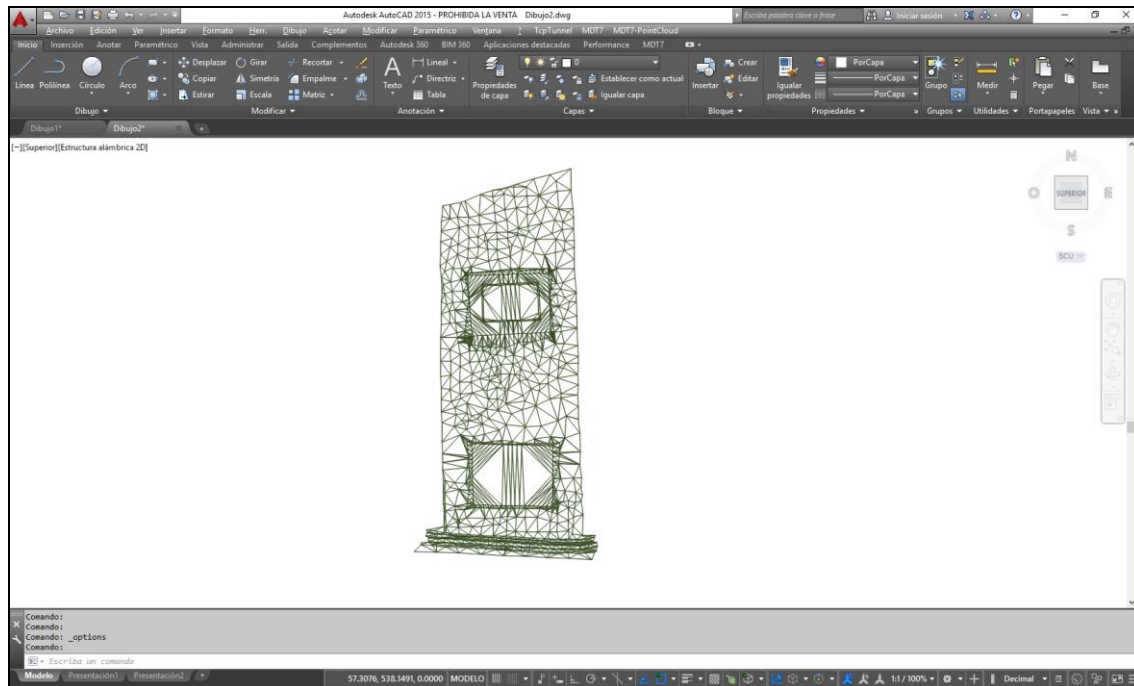 Autodesk AutoCAD 2015 - PROHIBIDA LA VENTA Dibujo2.dwg
Escriba palabra clave o frase
Iniciar sesión
Archivo Edición Ver Insertar Formato Herr. Dibujo Acotar Modificar Paramétrico Ventana ? TcpTunnel MDT7 MDT7-PointCloud
Inicio Inserción Anotar Paramétrico Vista Administrar Salida Complementos Autodesk 360 BIM 360 Aplicaciones destacadas Performance MDT7
Línea Polilínea Círculo Arco
Desplazar Girar Recortar
Copiar Simetría Empalme
Estirar Escala Matriz
Texto
Lineal
Directriz
Tabla
Propiedades de capa
0
Establecer como actual
Igualar capa
Insertar
Crear
Editar
Igualar propiedades
PorCapa
PorCapa
PorCapa
Grupo
Medir
Pegar
Base
Dibujo Modificar Anotación Capas Bloque Propiedades Grupos Utilidades Portapapeles Vista
Dibujo1* Dibujo2*
[-][Superior][Estructura alámbrica 2D]
N
O SUPERIOR E
S
SCU
Comando:
Comando:
Comando: _options
Comando:
Escriba un comando
Modelo Presentación1 Presentación2 +
57.3076, 538.1491, 0.0000 MODELO
1:1 / 100%
Decimal